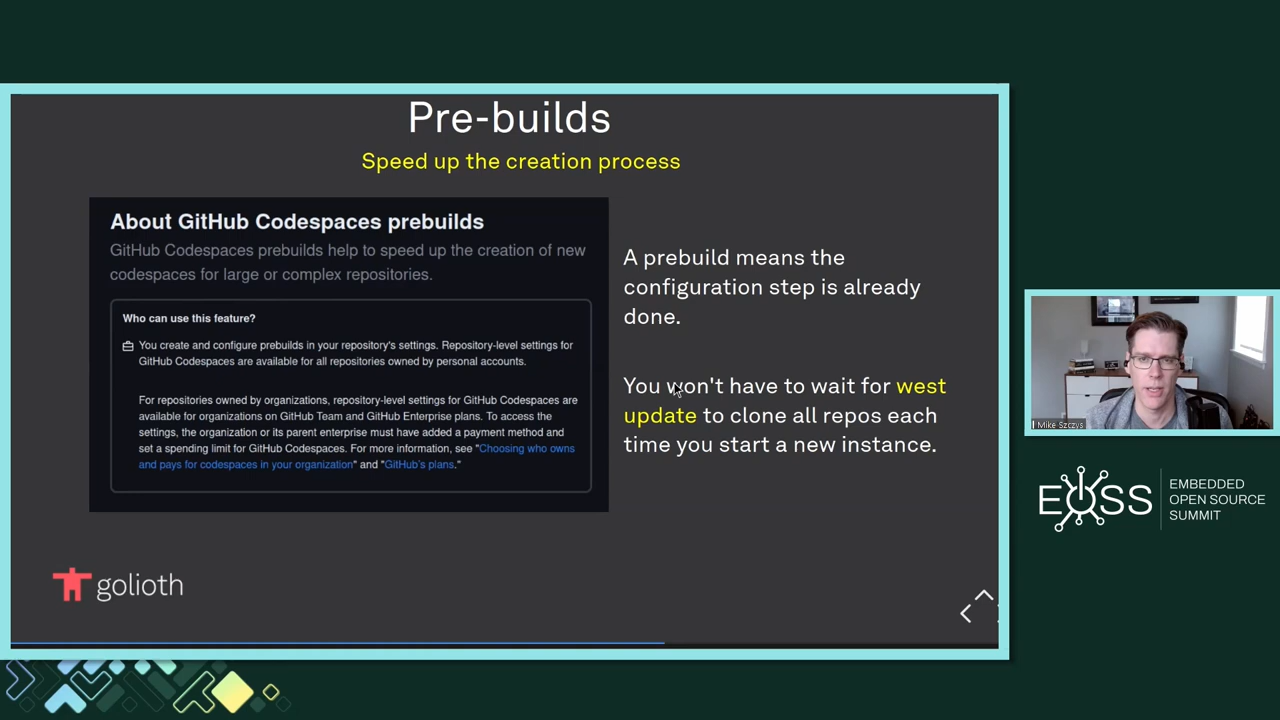 Pre-builds
Speed up the creation process
About GitHub Codespaces prebuilds
GitHub Codespaces prebuilds help to speed up the creation of new
codespaces for large or complex repositories.
Who can use this feature?
You create and configure prebuilds in your repository's settings. Repository-level settings for
GitHub Codespaces are available for all repositories owned by personal accounts.
For repositories owned by organizations, repository-level settings for GitHub Codespaces are
available for organizations on GitHub Team and GitHub Enterprise plans. To access the
settings, the organization or its parent enterprise must have added a payment method and
set a spending limit for GitHub Codespaces. For more information, see "Choosing who owns
and pays for codespaces in your organization" and "GitHub's plans."
A prebuild means the
configuration step is already
done.
You won't have to wait for west
update to clone all repos each
time you start a new instance.
golioth
Mike Szczys
EOSS
EMBEDDED
OPEN SOURCE
SUMMIT